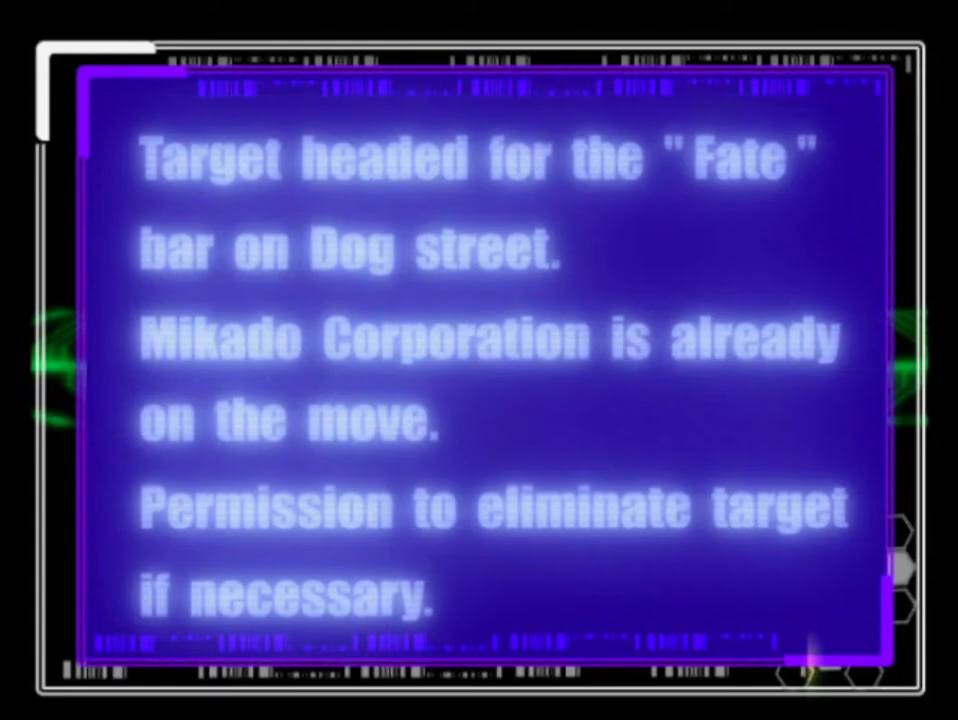 Target headed for the "Fate"
bar on Dog street.
Mikado Corporation is already
on the move.
Permission to eliminate target
if necessary.